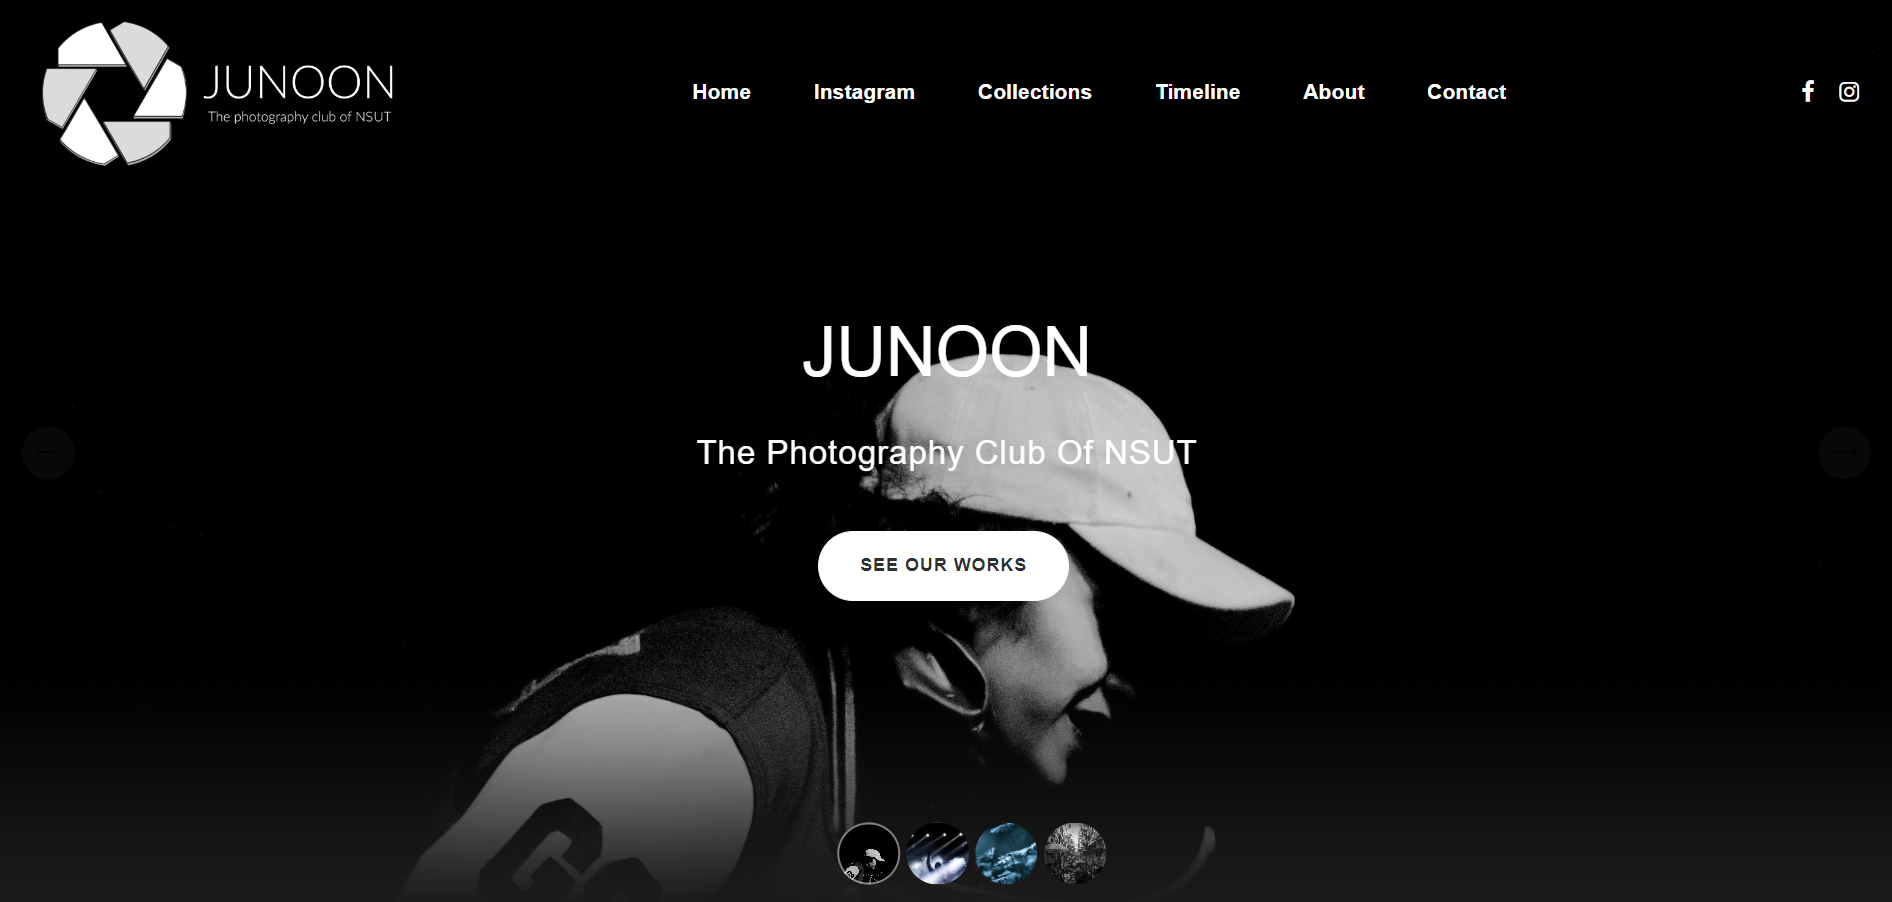 JUNOON
The photography club of NSUT
Home Instagram Collections Timeline About Contact
JUNOON
The Photography Club Of NSUT
SEE OUR WORKS
GO